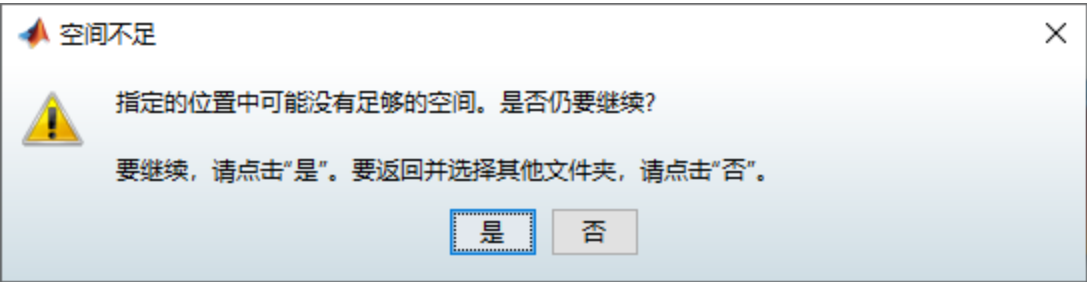 空间不足
指定的位置中可能没有足够的空间。是否仍要继续?
要继续，请点击“是”。要返回并选择其他文件夹，请点击“否”。
是
否